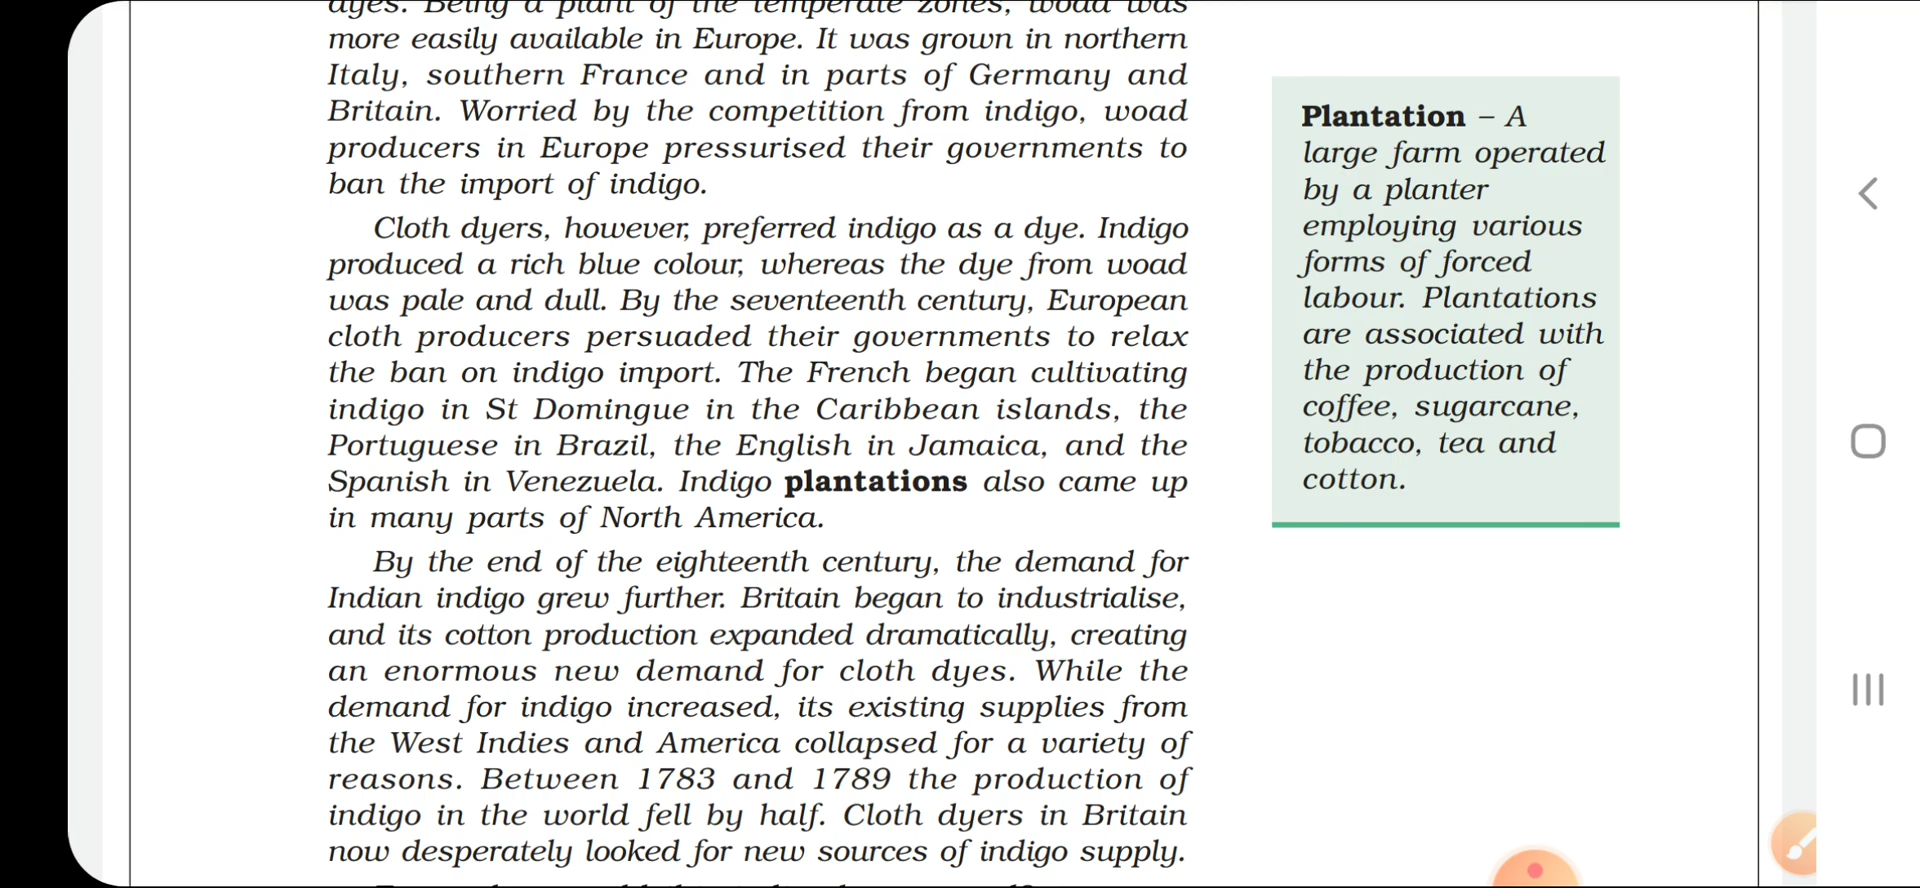 dyes. Being a plant of the temperate zones, woad was
more easily available in Europe. It was grown in northern
Italy, southern France and in parts of Germany and
Britain. Worried by the competition from indigo, woad
producers in Europe pressurised their governments to
ban the import of indigo.
Cloth dyers, however, preferred indigo as a dye. Indigo
produced a rich blue colour, whereas the dye from woad
was pale and dull. By the seventeenth century, European
cloth producers persuaded their governments to relax
the ban on indigo import. The French began cultivating
indigo in St Domingue in the Caribbean islands, the
Portuguese in Brazil, the English in Jamaica, and the
Spanish in Venezuela. Indigo plantations also came up
in many parts of North America.
By the end of the eighteenth century, the demand for
Indian indigo grew further. Britain began to industrialise,
and its cotton production expanded dramatically, creating
an enormous new demand for cloth dyes. While the
demand for indigo increased, its existing supplies from
the West Indies and America collapsed for a variety of
reasons. Between 1783 and 1789 the production of
indigo in the world fell by half. Cloth dyers in Britain
now desperately looked for new sources of indigo supply.
Plantation – A
large farm operated
by a planter
employing various
forms of forced
labour. Plantations
are associated with
the production of
coffee, sugarcane,
tobacco, tea and
cotton.